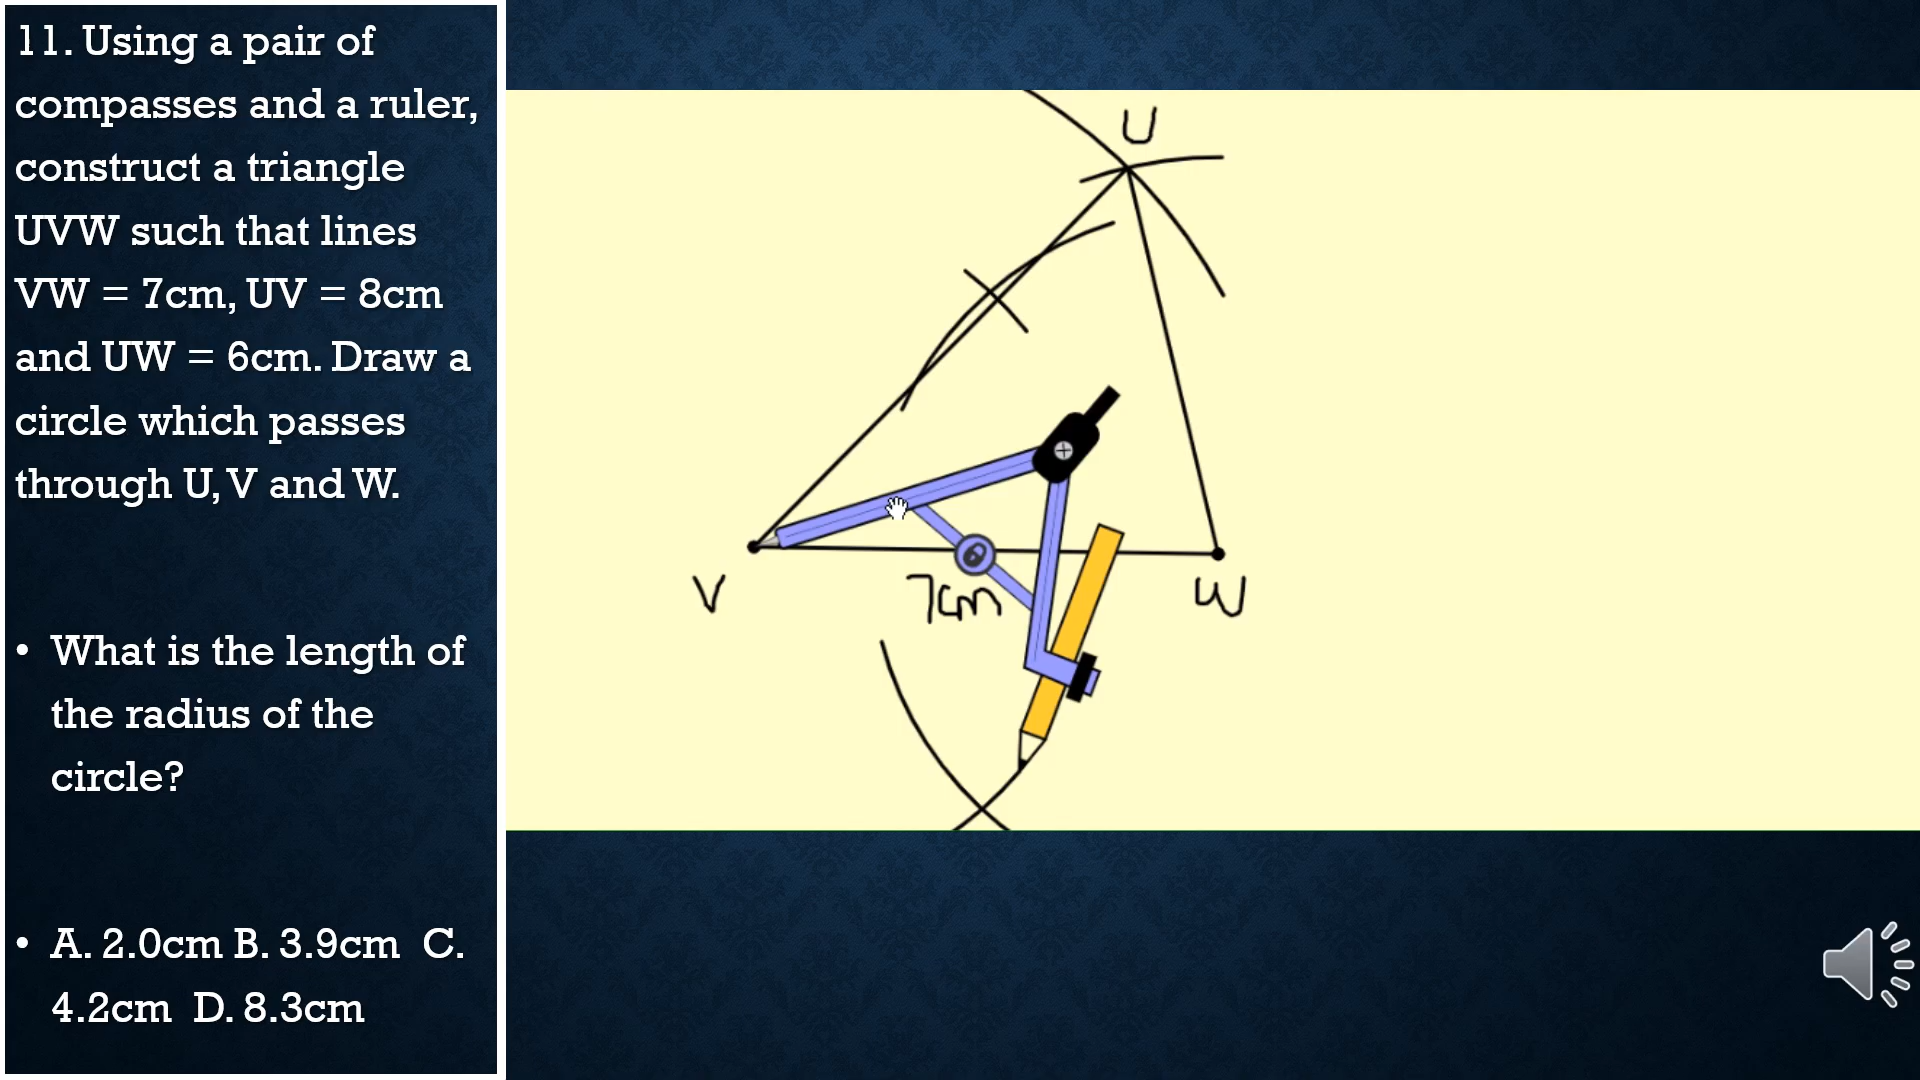 11. Using a pair of
compasses and a ruler,
construct a triangle
UVW such that lines
VW = 7cm, UV = 8cm
and UW = 6cm. Draw a
circle which passes
through U, V and W.
• What is the length of
the radius of the
circle?
• A. 2.0cm B. 3.9cm C.
4.2cm D. 8.3cm
U
V
7cm
W